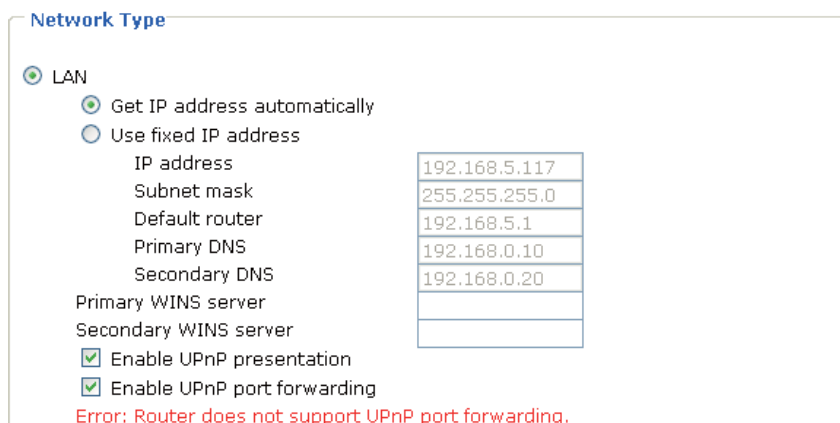 Network Type
LAN
Get IP address automatically
Use fixed IP address
IP address 192.168.5.117
Subnet mask 255.255.255.0
Default router 192.168.5.1
Primary DNS 192.168.0.10
Secondary DNS 192.168.0.20
Primary WINS server
Secondary WINS server
Enable UPnP presentation
Enable UPnP port forwarding
Error: Router does not support UPnP port forwarding.